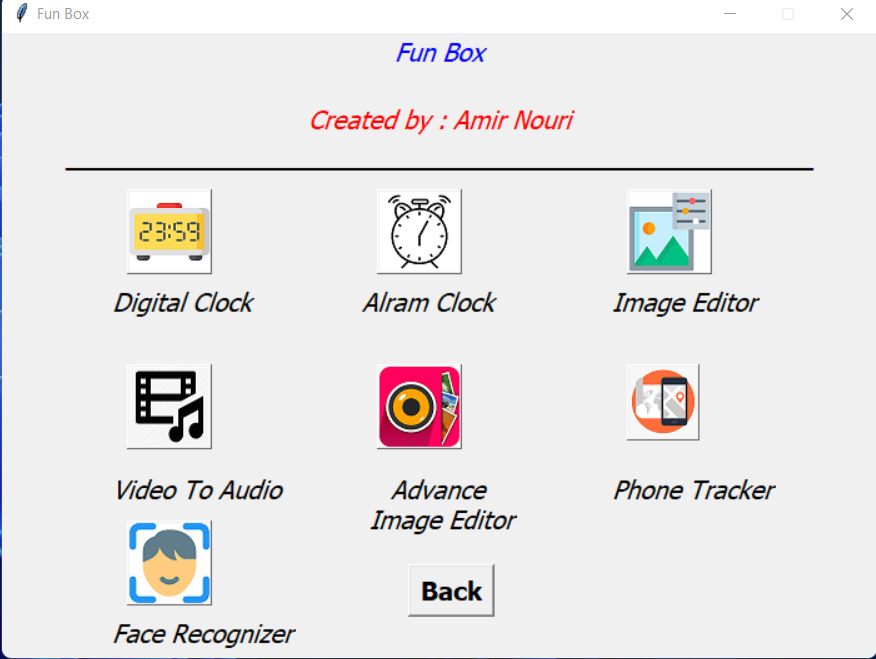 Fun Box
Fun Box
Created by : Amir Nouri
23:59
Digital Clock
Alram Clock
Image Editor
Video To Audio
Advance
Image Editor
Phone Tracker
Face Recognizer
Back